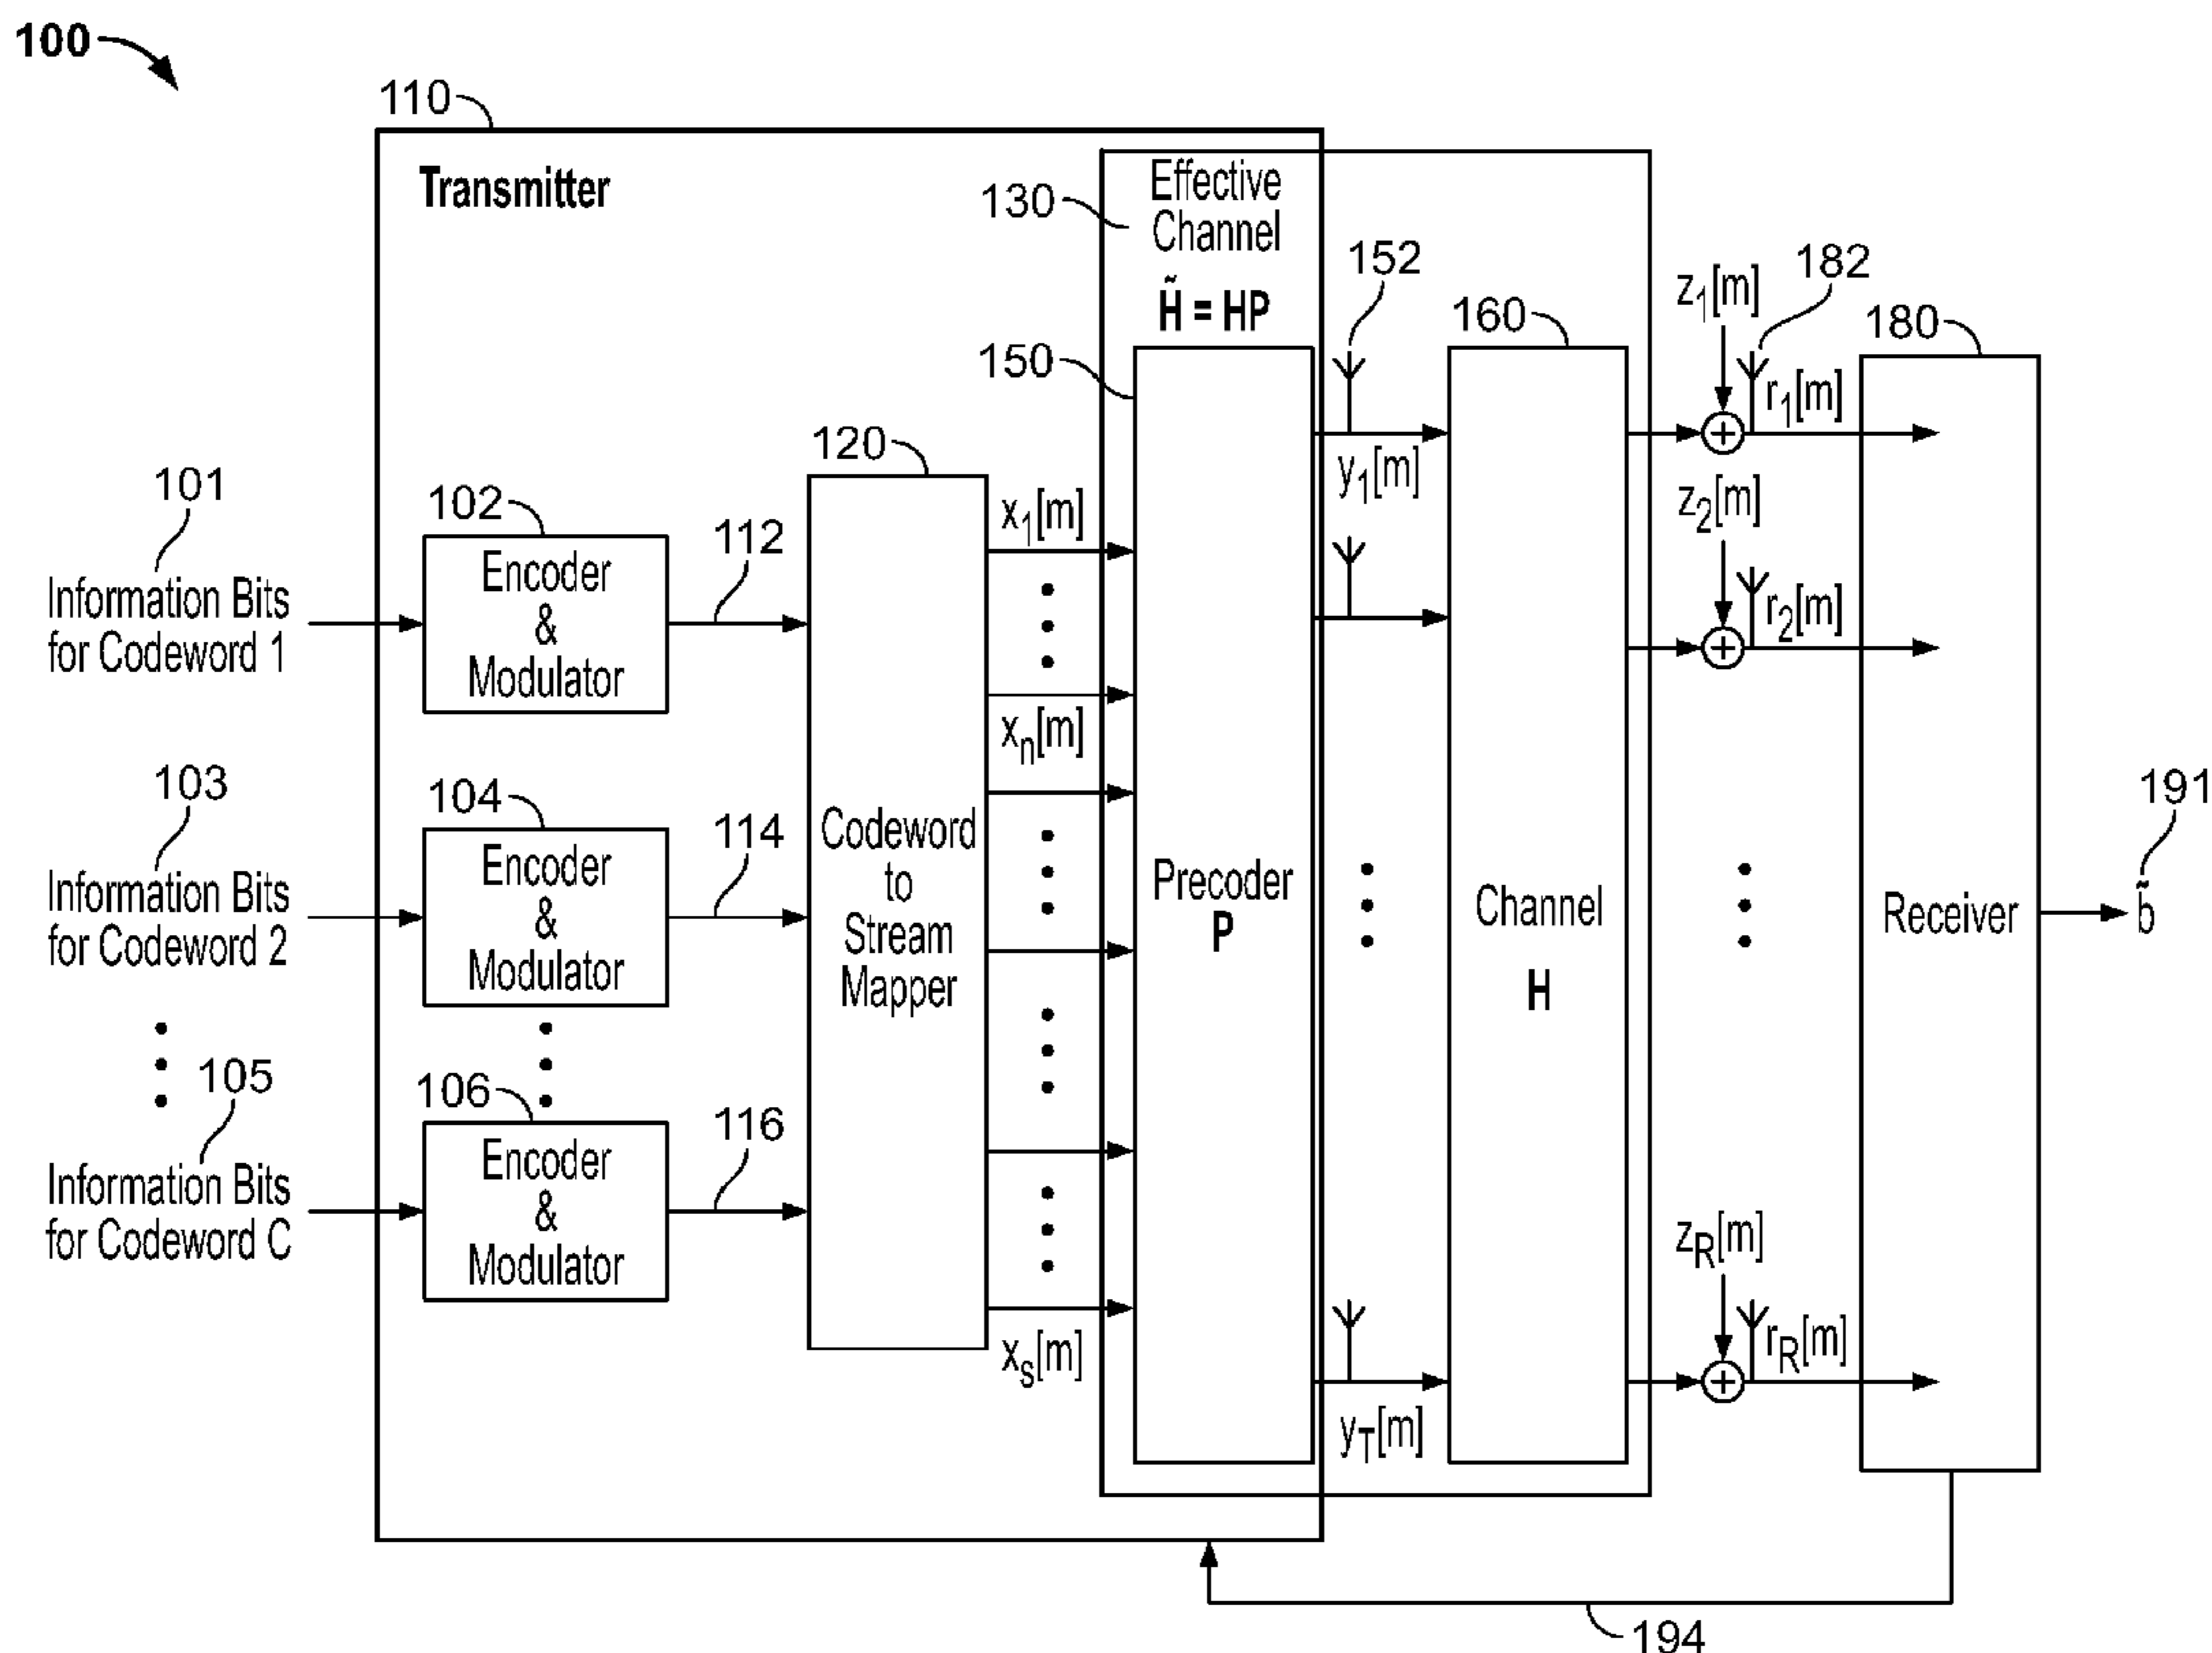 100
110
Transmitter
130
Effective
Channel
H̃ = HP
152
z1[m]
182
160
180
150
r1[m]
120
y1[m]
101
102
112
x1[m]
z2[m]
Information Bits
for Codeword 1
Encoder
&
Modulator
r2[m]
xn[m]
103
104
114
191
Information Bits
for Codeword 2
Encoder
&
Modulator
Codeword
to
Stream
Mapper
Precoder
P
Channel
H
Receiver
b̃
105
106
116
Information Bits
for Codeword C
Encoder
&
Modulator
zR[m]
rR[m]
xs[m]
yT[m]
194